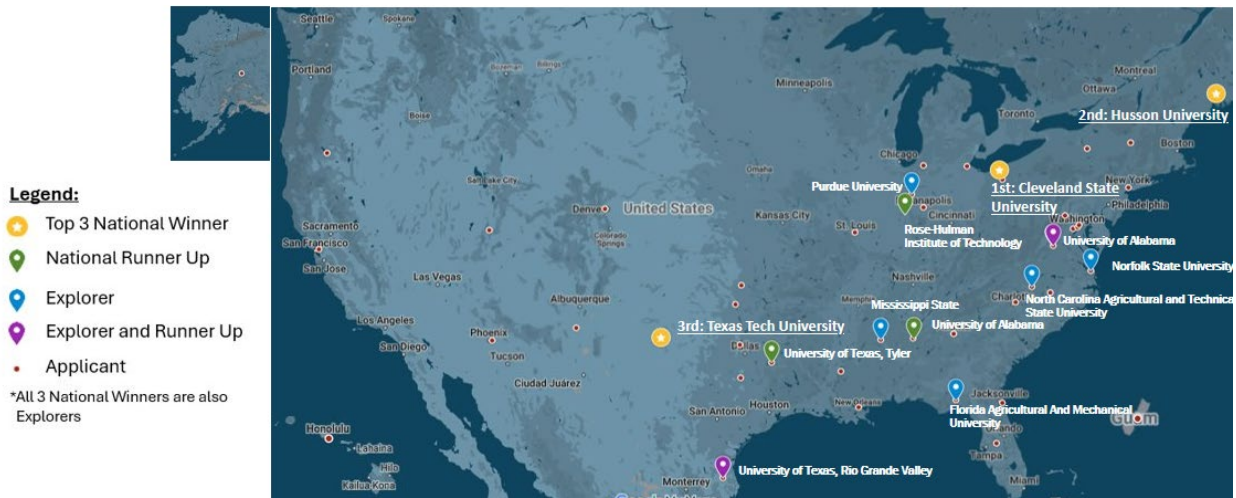 Seattle
Spokane
Portland
Bozeman
Billings
Minneapolis
Montreal
Ottawa
Toronto
2nd: Husson University
Boise
Boston
Chicago
Omaha
Salt Lake City
Purdue University
1st: Cleveland State
University
New York
Philadelphia
Legend:
Top 3 National Winner
National Runner Up
Explorer
Explorer and Runner Up
Applicant
*All 3 National Winners are also
Explorers
Denver
United States
Kansas City
St. Louis
Cincinnati
Washington
Colorado
Springs
Rose-Hulman
Institute of Technology
University of Alabama
Sacramento
San Francisco
San Jose
Las Vegas
Nashville
Norfolk State University
Albuquerque
Memphis
Mississippi State
North Carolina Agricultural and Technical
State University
Los Angeles
San Diego
Phoenix
Tucson
3rd: Texas Tech University
University of Alabama
Dallas
University of Texas, Tyler
Ciudad Juárez
San Antonio
Houston
New Orleans
Jacksonville
Florida Agricultural And Mechanical
University
Guam
Orlando
Tampa
Miami
Honolulu
Lahaina
Hilo
Kailua-Kona
Monterrey
University of Texas, Rio Grande Valley